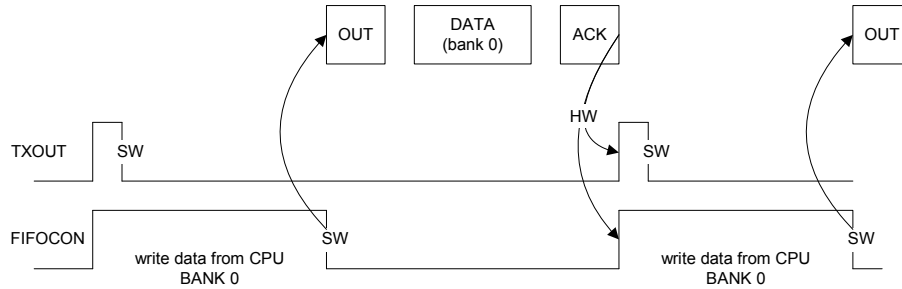 OUT
DATA
(bank 0)
ACK
OUT
HW
TXOUT
SW
SW
FIFOCON
SW
SW
write data from CPU
BANK 0
write data from CPU
BANK 0